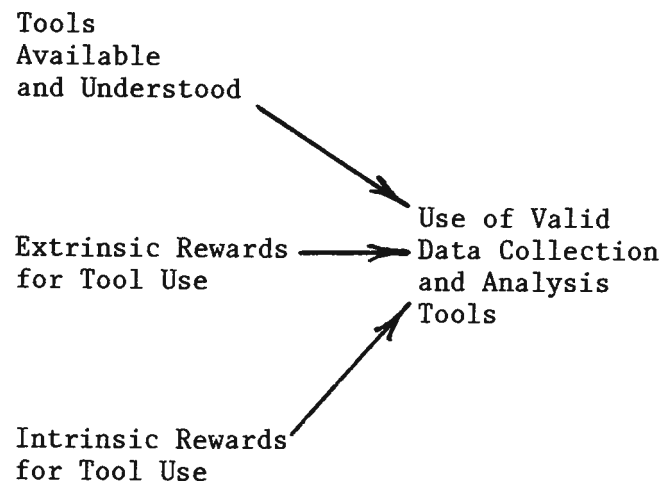 Tools
Available
and Understood
Extrinsic Rewards
for Tool Use
Use of Valid
Data Collection
and Analysis
Tools
Intrinsic Rewards
for Tool Use